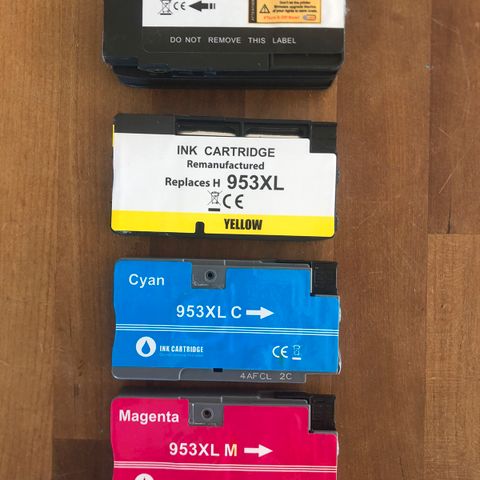 DO NOT REMOVE THIS LABEL
INK CARTRIDGE
Remanufactured
Replaces H 953XL
CE
YELLOW
Cyan
953XL C
INK CARTRIDGE
CE
4AFCL 2C
Magenta
953XL M